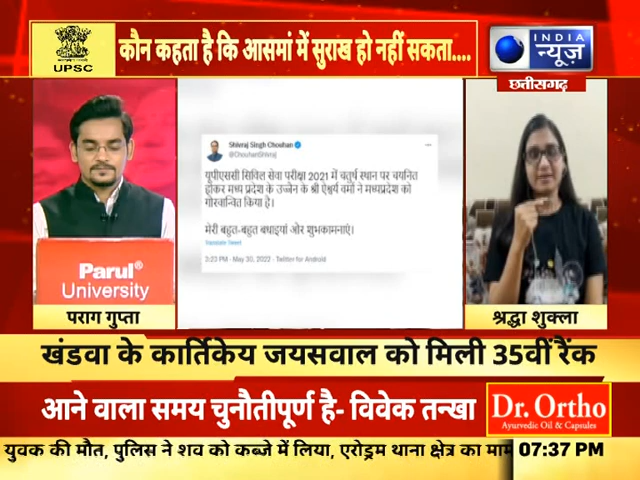 UPSC
कौन कहता है कि आसमां में सुराख हो नहीं सकता....
INDIA
न्यूज़
छत्तीसगढ़
Shivraj Singh Chouhan
@ChouhanShivraj
यूपीएससी सिविल सेवा परीक्षा 2021 में चतुर्थ स्थान पर चयनित
होकर मध्य प्रदेश के उज्जैन के श्री ऐश्वर्य वर्मा ने मध्यप्रदेश को
गौरवान्वित किया है।
मेरी बहुत-बहुत बधाइयां और शुभकामनाएं।
Translate Tweet
3:23 PM - May 30, 2022 - Twitter for Android
Parul®
University
पराग गुप्ता
श्रद्धा शुक्ला
खंडवा के कार्तिकेय जयसवाल को मिली 35वीं रैंक
आने वाला समय चुनौतीपूर्ण है- विवेक तन्खा
Dr. Ortho
Ayurvedic Oil & Capsules
युवक की मौत, पुलिस ने शव को कब्जे में लिया, एरोड्रम थाना क्षेत्र का माम
07:37 PM